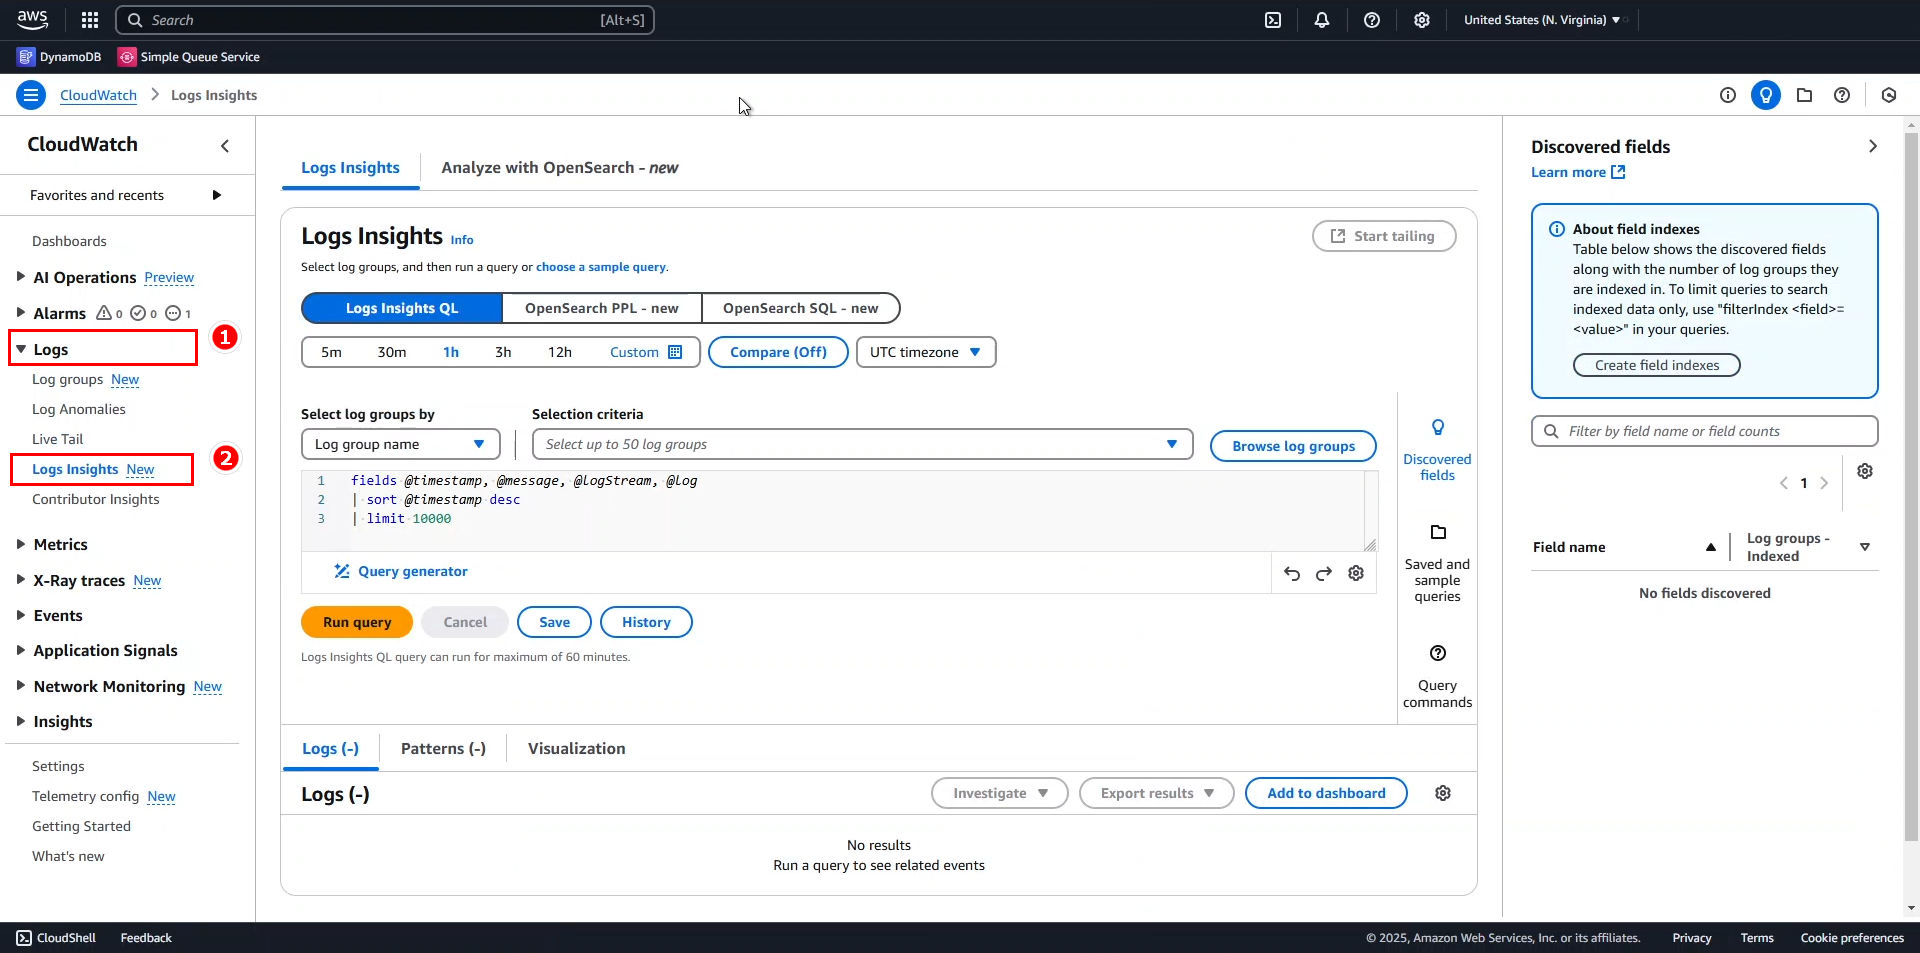 aws
Search
[Alt+S]
United States (N. Virginia)
DynamoDB
Simple Queue Service
CloudWatch
Logs Insights
CloudWatch
Favorites and recents
Dashboards
AI Operations Preview
Alarms 0 0 1
1
Logs
Log groups New
Log Anomalies
Live Tail
2
Logs Insights New
Contributor Insights
Metrics
X-Ray traces New
Events
Application Signals
Network Monitoring New
Insights
Settings
Telemetry config New
Getting Started
What's new
Logs Insights
Analyze with OpenSearch - new
Logs Insights Info
Start tailing
Select log groups, and then run a query or choose a sample query.
Logs Insights QL
OpenSearch PPL - new
OpenSearch SQL - new
5m
30m
1h
3h
12h
Custom
Compare (Off)
UTC timezone
Select log groups by
Selection criteria
Log group name
Select up to 50 log groups
Browse log groups
1 fields @timestamp, @message, @logStream, @log
2 | sort @timestamp desc
3 | limit 10000
Query generator
Run query
Cancel
Save
History
Logs Insights QL query can run for maximum of 60 minutes.
Discovered
fields
Saved and
sample
queries
Query
commands
Logs (-)
Patterns (-)
Visualization
Logs (-)
Investigate
Export results
Add to dashboard
No results
Run a query to see related events
Discovered fields
Learn more
About field indexes
Table below shows the discovered fields
along with the number of log groups they
are indexed in. To limit queries to search
indexed data only, use "filterIndex <field>=
<value>" in your queries.
Create field indexes
Filter by field name or field counts
1
Field name
Log groups -
Indexed
No fields discovered
CloudShell
Feedback
© 2025, Amazon Web Services, Inc. or its affiliates.
Privacy
Terms
Cookie preferences